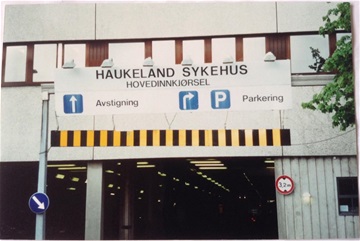 HAUKELAND SYKEHUS
HOVEDINNKJØRSEL
Avstigning P Parkering
3,2 m